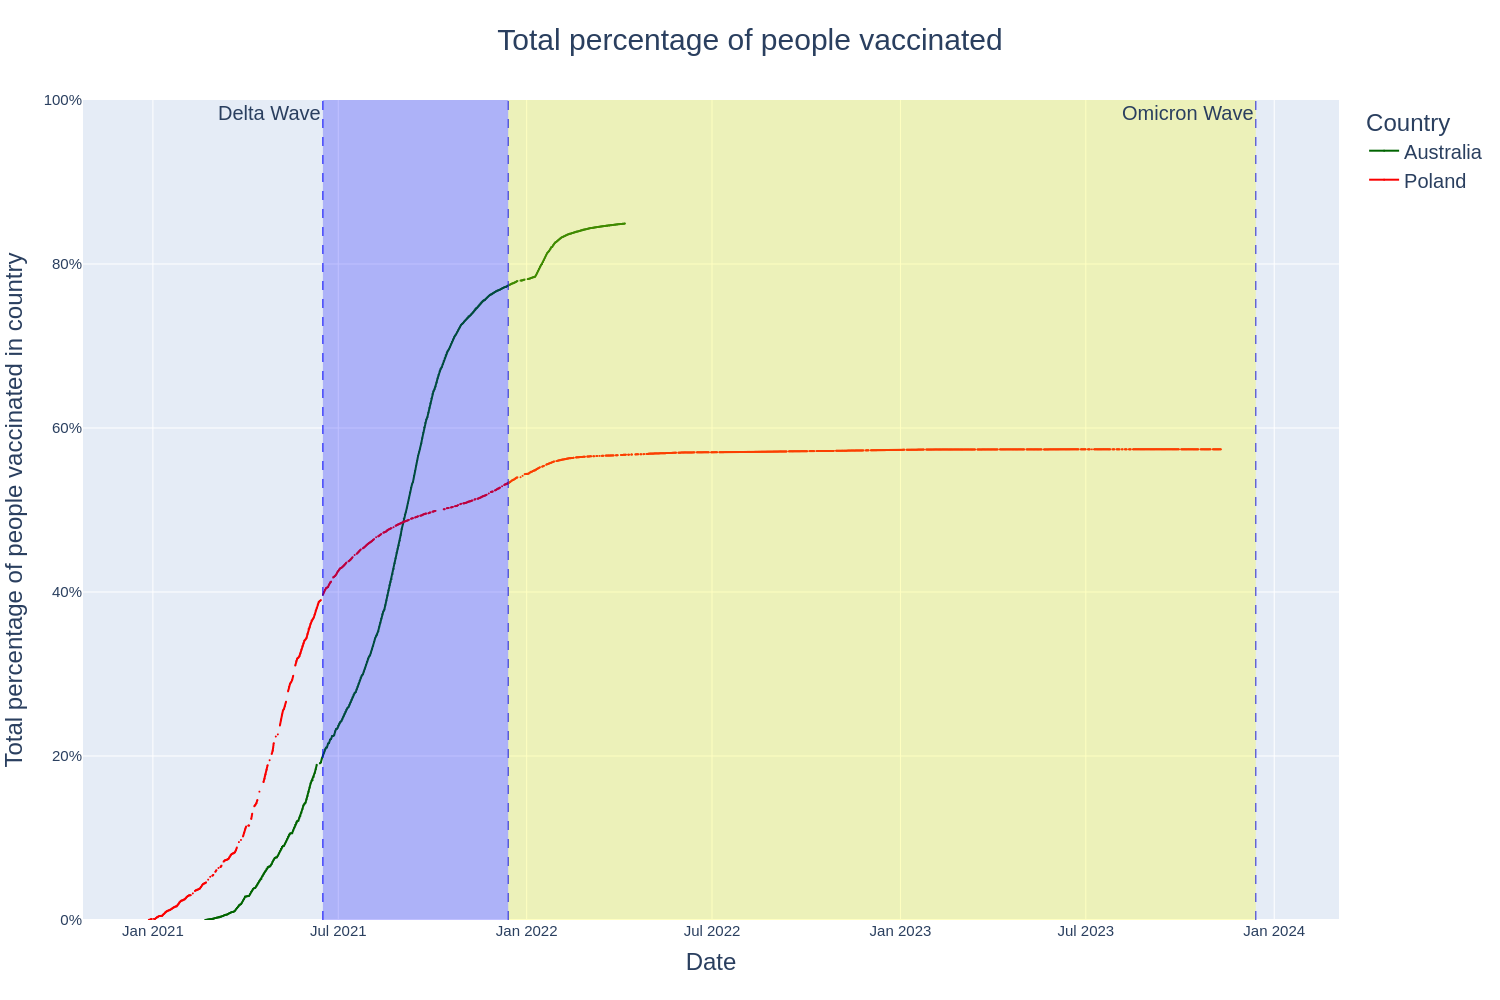 Total percentage of people vaccinated
Delta Wave
Omicron Wave
Country
Australia
Poland
Total percentage of people vaccinated in country
100%
80%
60%
40%
20%
0%
Jan 2021
Jul 2021
Jan 2022
Jul 2022
Jan 2023
Jul 2023
Jan 2024
Date